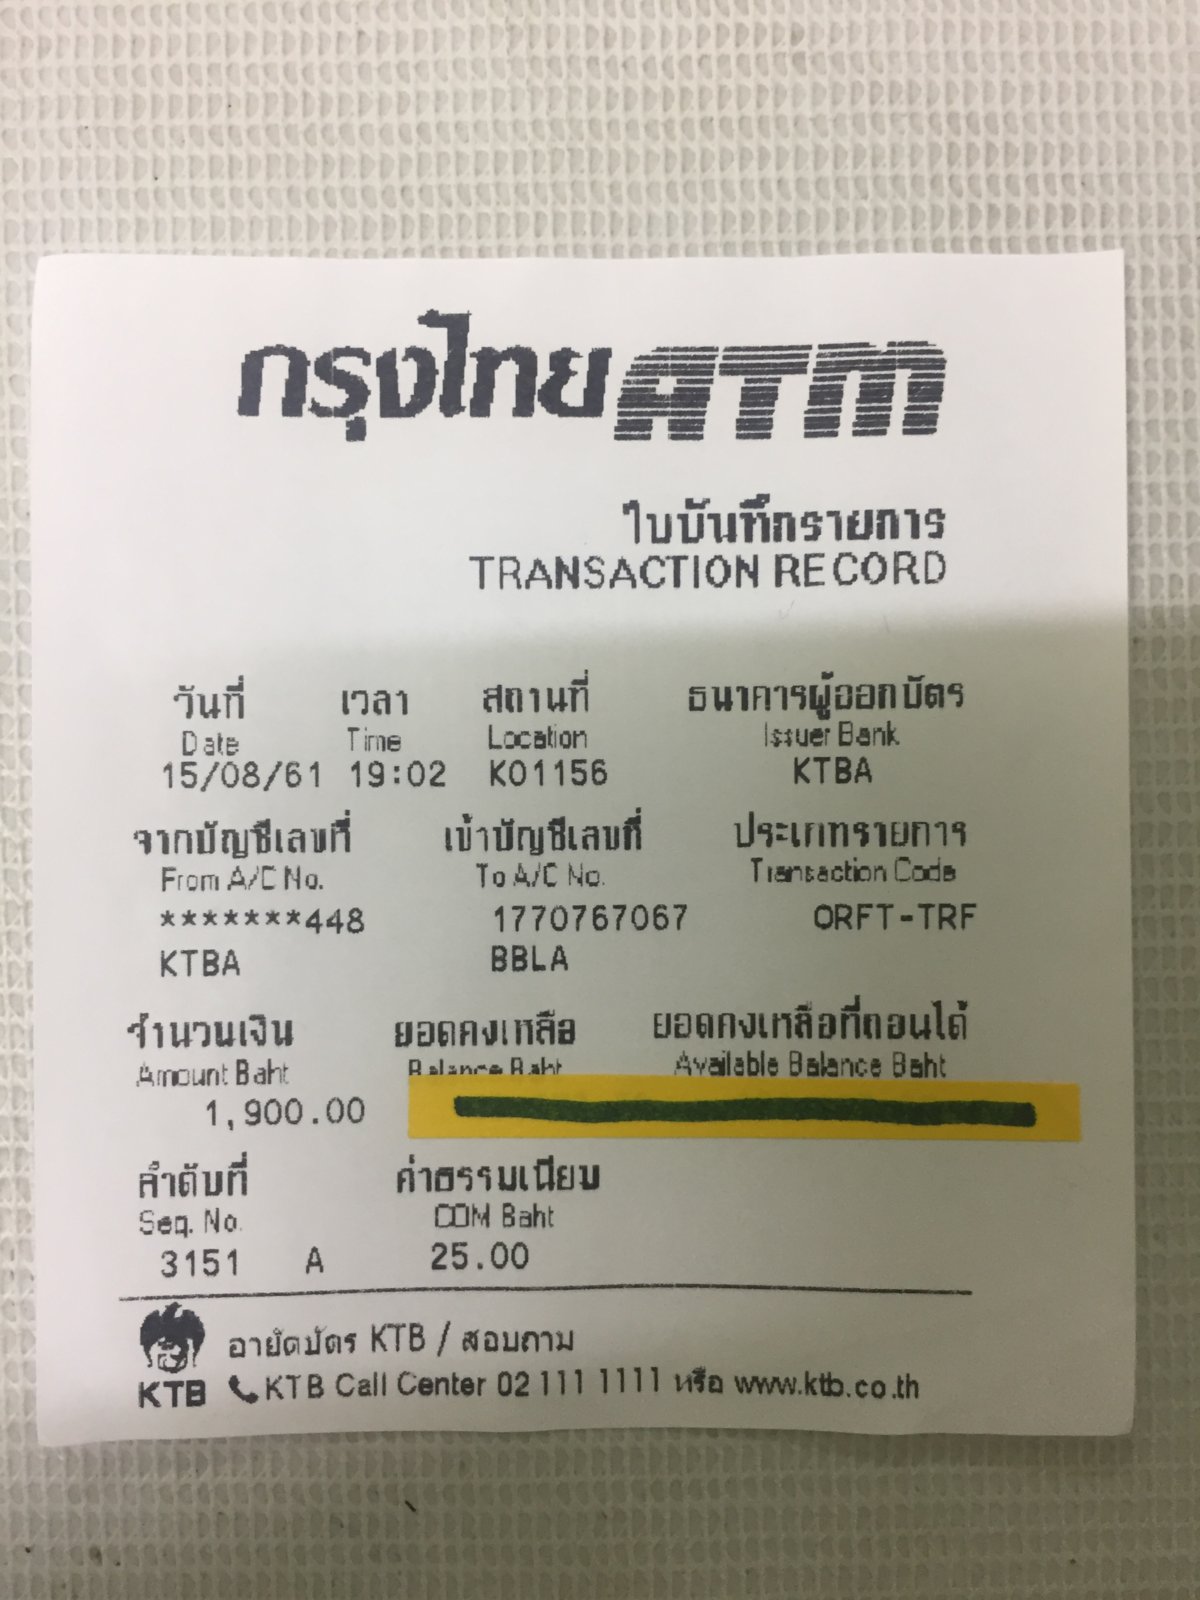 กรุงไทย ATM
ใบบันทึกรายการ
TRANSACTION RECORD
วันที่ เวลา สถานที่ ธนาคารผู้ออกบัตร
Date Time Location Issuer Bank
15/08/61 19:02 K01156 KTBA
จากบัญชีเลขที่ เข้าบัญชีเลขที่ ประเภทรายการ
From A/C No. To A/C No. Transaction Code
*******448 1770767067 ORFT-TRF
KTBA BBLA
จำนวนเงิน ยอดคงเหลือ ยอดคงเหลือที่ถอนได้
Amount Baht Balance Baht Available Balance Baht
1,900.00
ลำดับที่ ค่าธรรมเนียม
Seq. No. COM Baht
3151 A 25.00
อายัดบัตร KTB / สอบถาม
KTB KTB Call Center 02 111 1111 หรือ www.ktb.co.th